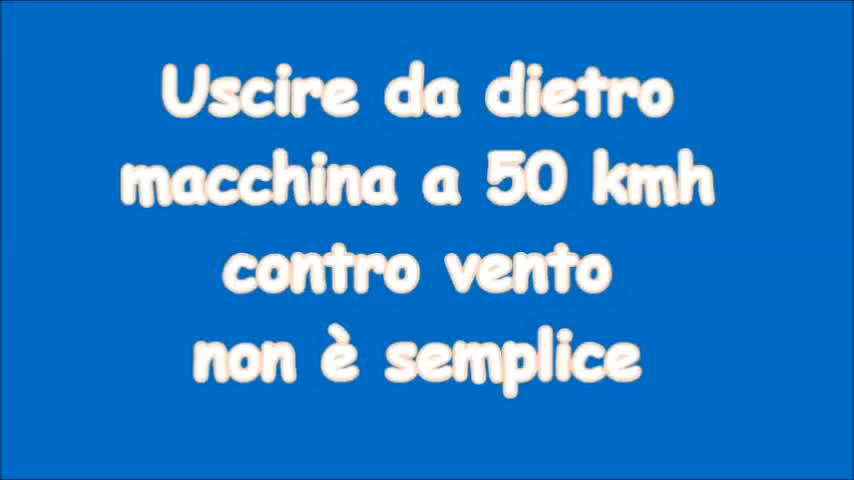 Uscire da dietro
macchina a 50 kmh
contro vento
non è semplice